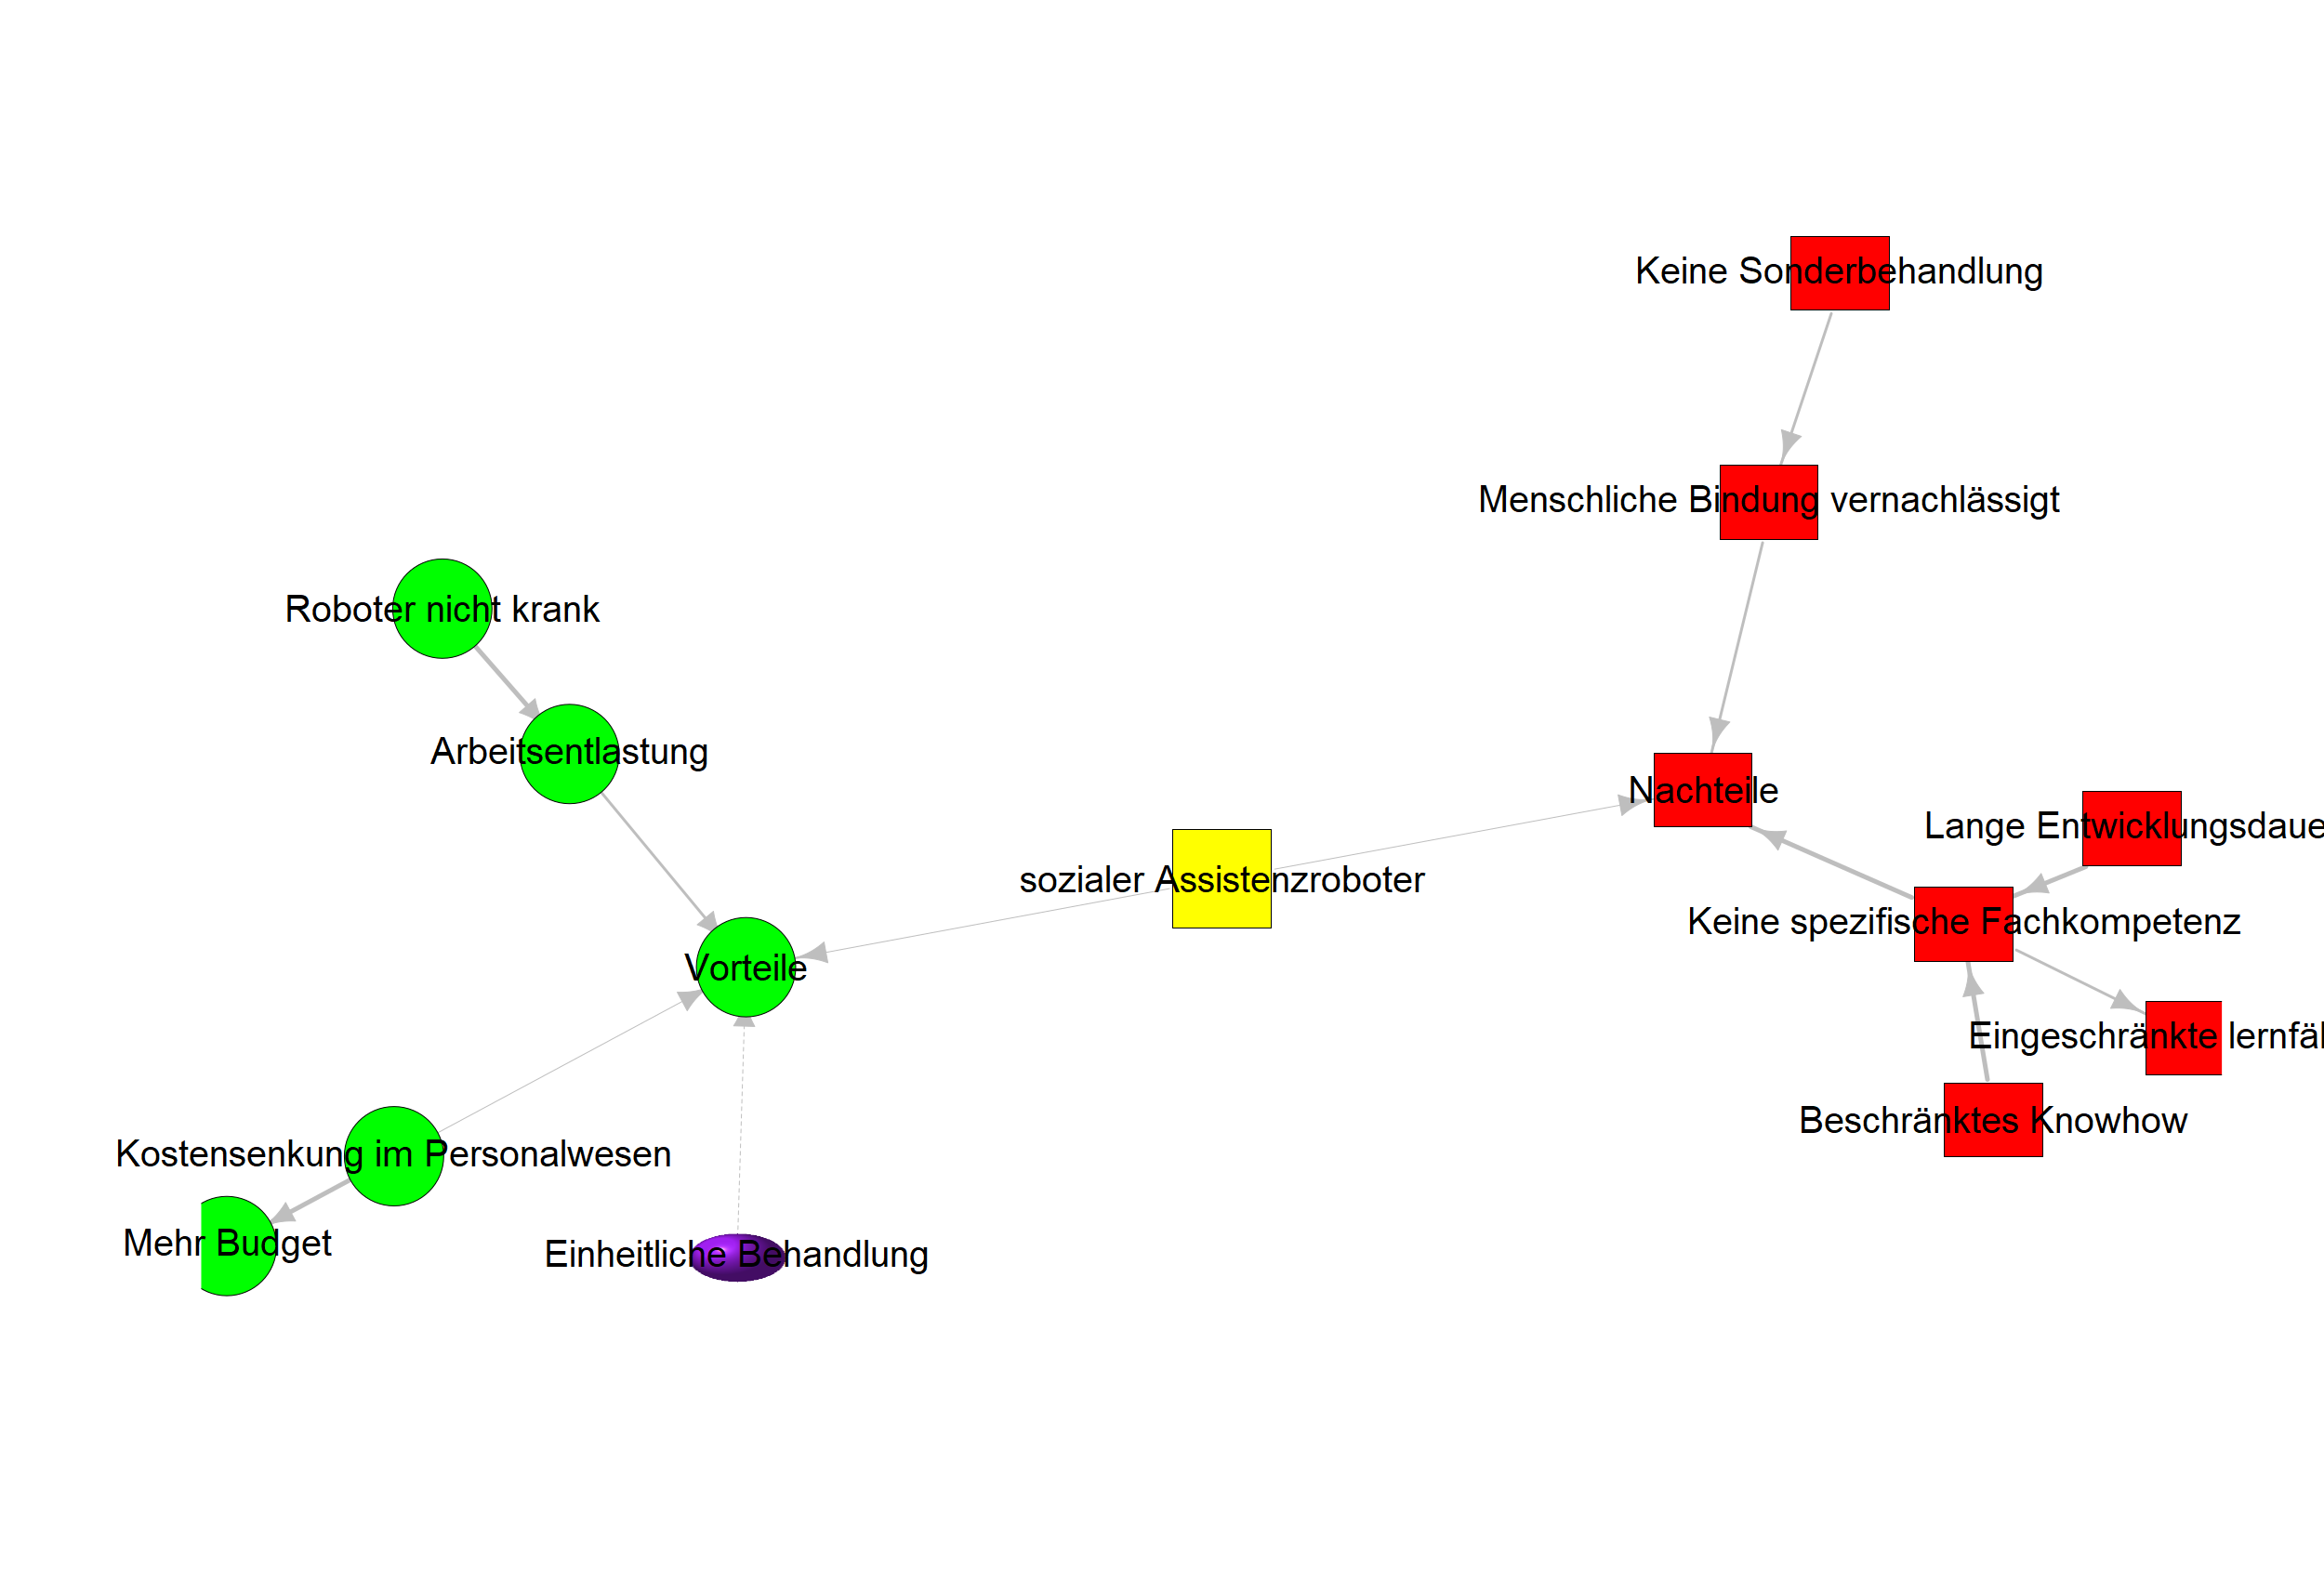 Keine Sonderbehandlung
Menschliche Bindung vernachlässigt
Roboter nicht krank
Arbeitsentlastung
Nachteile
Lange Entwicklungsdaue
sozialer Assistenzroboter
Keine spezifische Fachkompetenz
Vorteile
Eingeschränkte lernfäh
Beschränktes Knowhow
Kostensenkung im Personalwesen
Mehr Budget
Einheitliche Behandlung